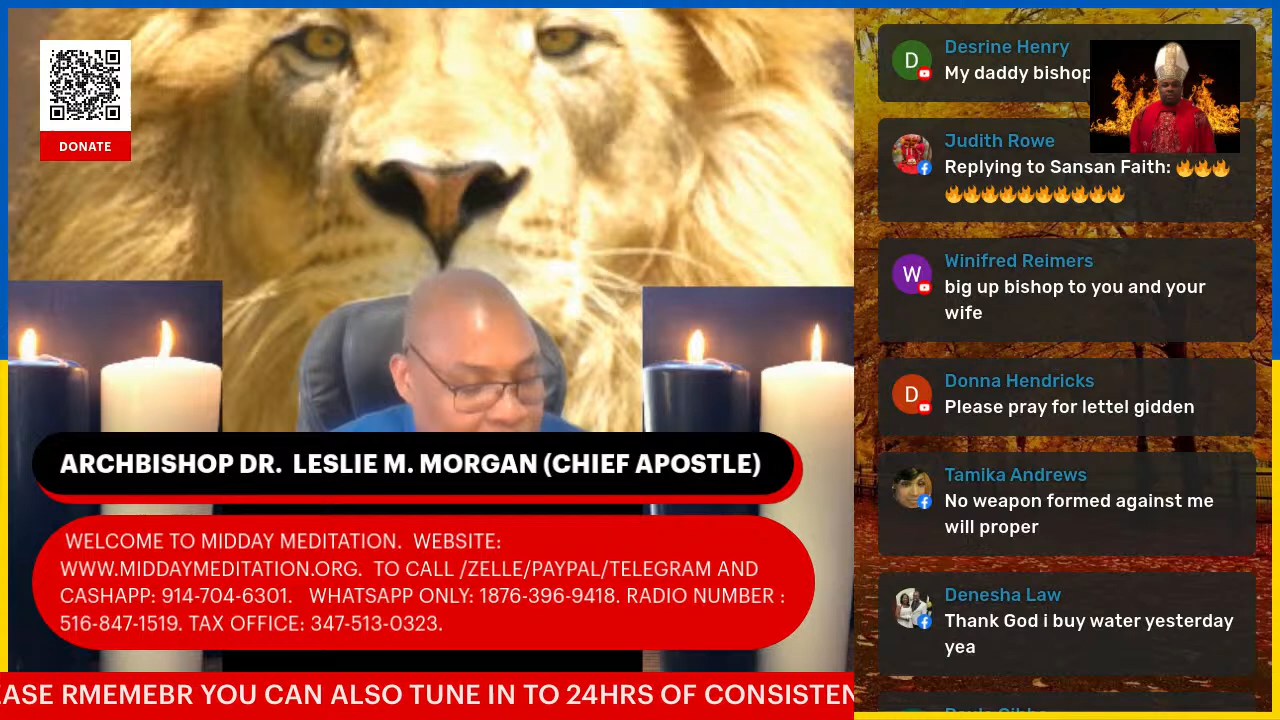 DONATE
ARCHBISHOP DR. LESLIE M. MORGAN (CHIEF APOSTLE)
WELCOME TO MIDDAY MEDITATION. WEBSITE:
WWW.MIDDAYMEDITATION.ORG. TO CALL /ZELLE/PAYPAL/TELEGRAM AND
CASHAPP: 914-704-6301. WHATSAPP ONLY: 1876-396-9418. RADIO NUMBER :
516-847-1519. TAX OFFICE: 347-513-0323.
EASE RMEMEBR YOU CAN ALSO TUNE IN TO 24HRS OF CONSISTEN
D
Desrine Henry
My daddy bishop
Judith Rowe
Replying to Sansan Faith: 🔥🔥🔥
🔥🔥🔥🔥🔥🔥🔥🔥🔥🔥
W
Winifred Reimers
big up bishop to you and your
wife
D
Donna Hendricks
Please pray for lettel gidden
Tamika Andrews
No weapon formed against me
will proper
Denesha Law
Thank God i buy water yesterday
yea